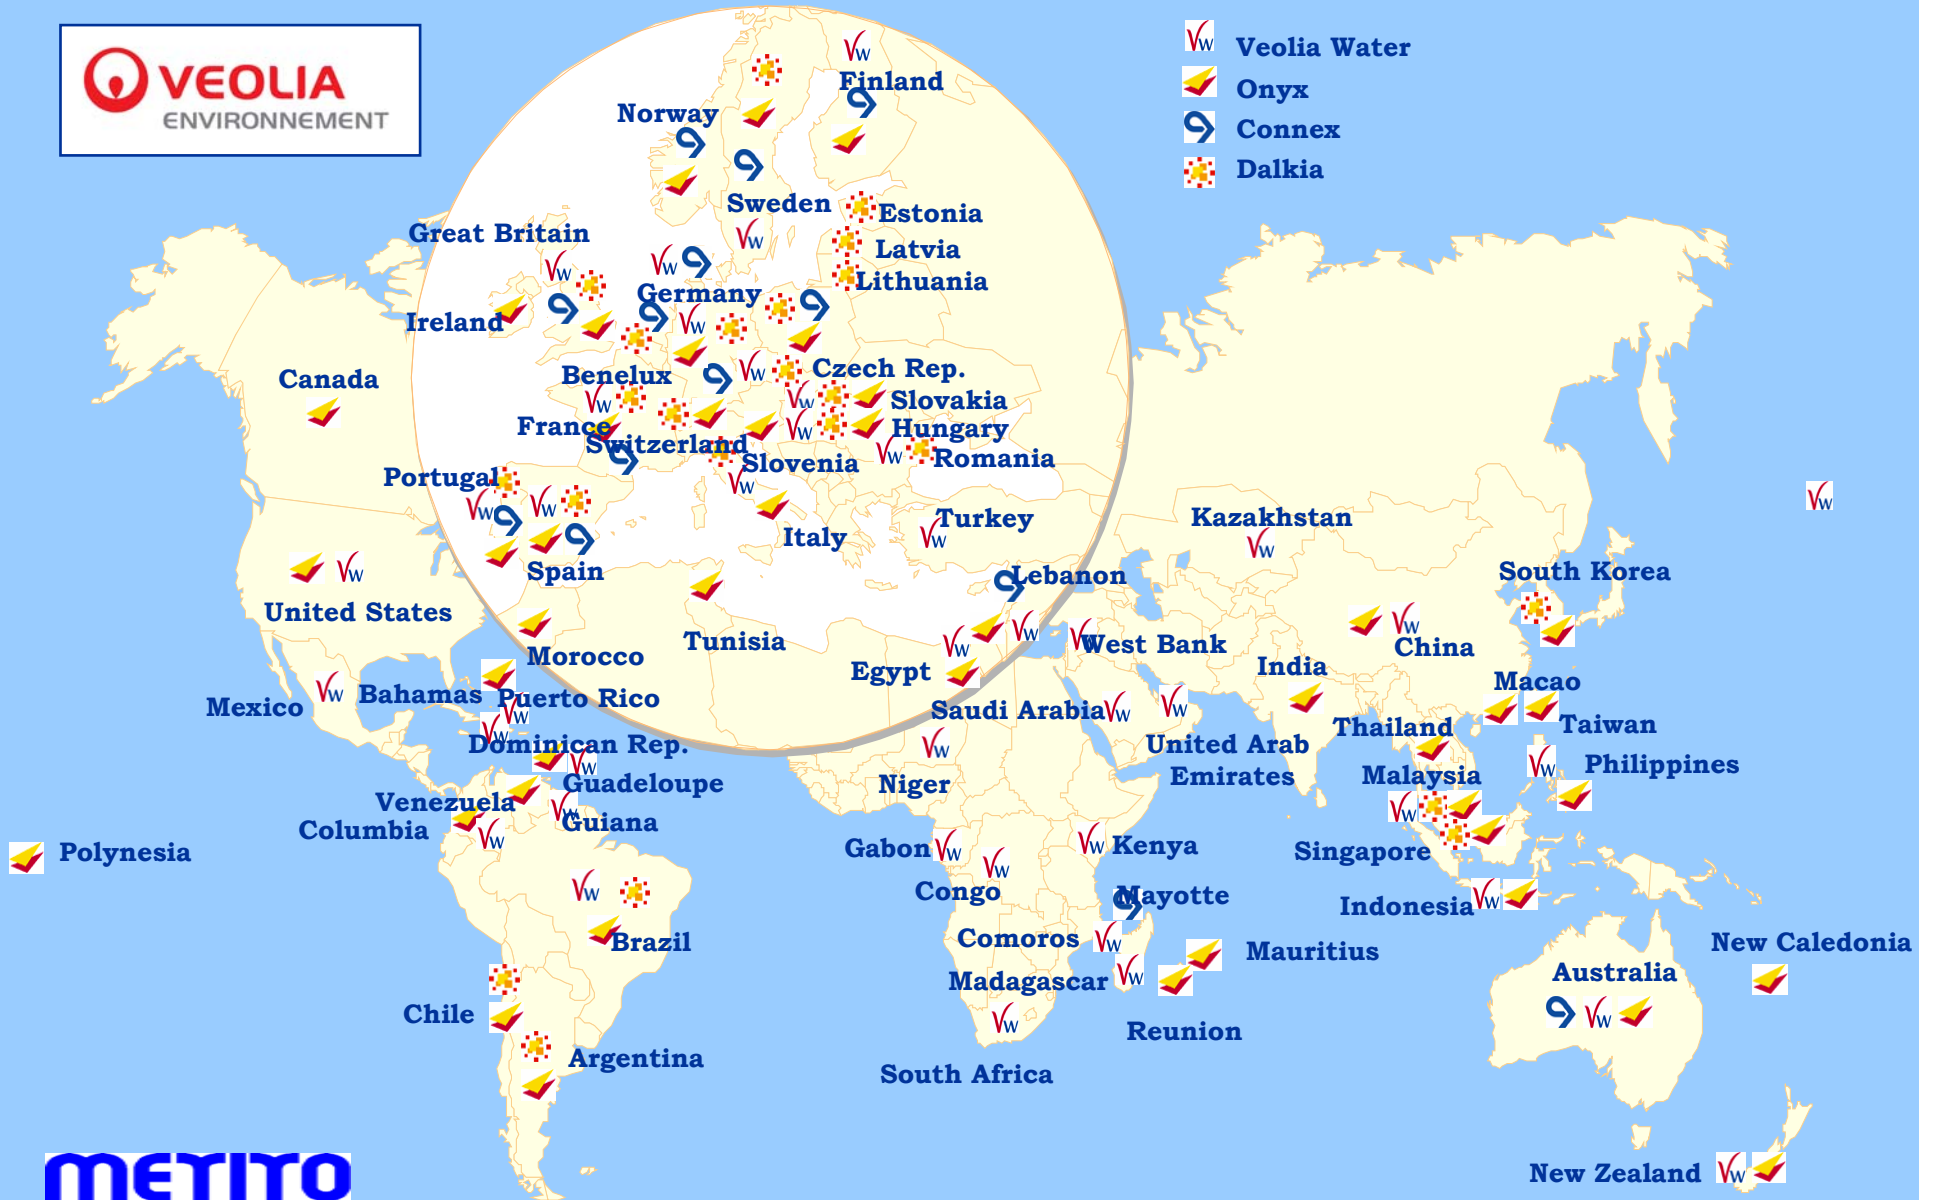 VEOLIA
ENVIRONNEMENT
Veolia Water
Onyx
Connex
Dalkia
Finland
Norway
Sweden
Estonia
Great Britain
Latvia
Lithuania
Germany
Ireland
Canada
Benelux
Czech Rep.
Slovakia
France
Hungary
Switzerland
Slovenia
Romania
Portugal
Turkey
Italy
Kazakhstan
Spain
Lebanon
South Korea
United States
Tunisia
West Bank
China
Morocco
Egypt
India
Macao
Mexico
Bahamas
Puerto Rico
Saudi Arabia
Thailand
Taiwan
Dominican Rep.
United Arab
Emirates
Philippines
Malaysia
Niger
Guadeloupe
Venezuela
Columbia
Guiana
Polynesia
Gabon
Kenya
Singapore
Congo
Mayotte
Indonesia
Brazil
Comoros
Mauritius
New Caledonia
Madagascar
Australia
Chile
Reunion
Argentina
South Africa
New Zealand
METITO